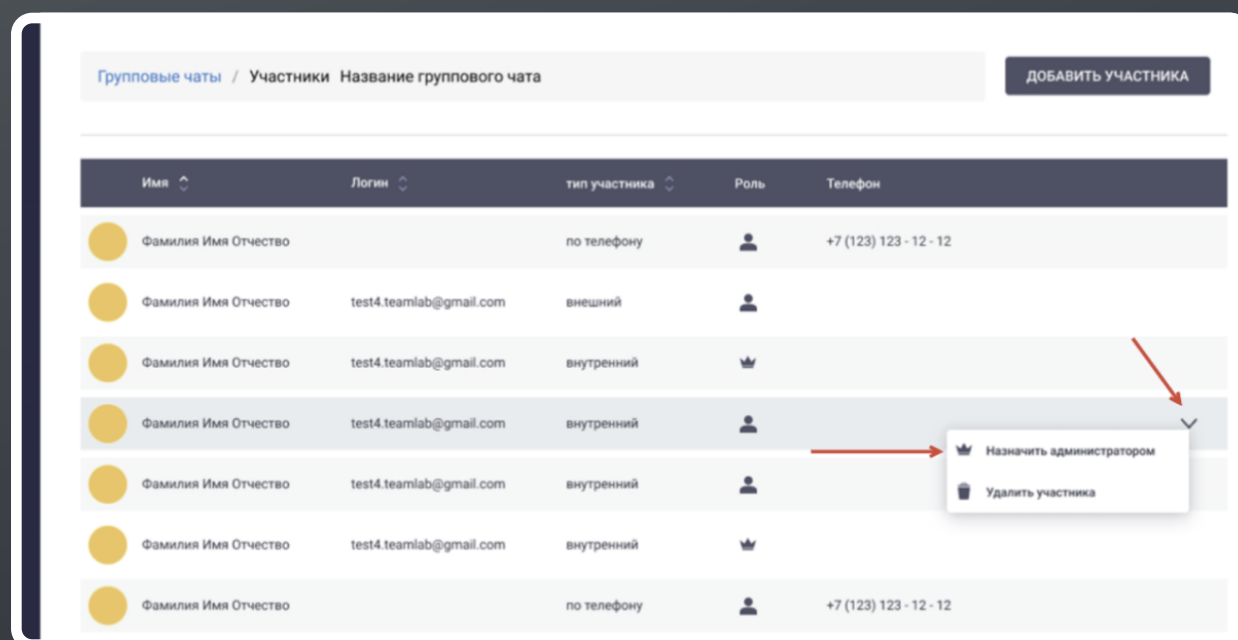 Групповые чаты / Участники Название группового чата
ДОБАВИТЬ УЧАСТНИКА
Имя Логин тип участника Роль Телефон
Фамилия Имя Отчество по телефону +7 (123) 123 - 12 - 12
Фамилия Имя Отчество test4.teamlab@gmail.com внешний
Фамилия Имя Отчество test4.teamlab@gmail.com внутренний
Фамилия Имя Отчество test4.teamlab@gmail.com внутренний
Назначить администратором
Фамилия Имя Отчество test4.teamlab@gmail.com внутренний
Удалить участника
Фамилия Имя Отчество test4.teamlab@gmail.com внутренний
Фамилия Имя Отчество по телефону +7 (123) 123 - 12 - 12